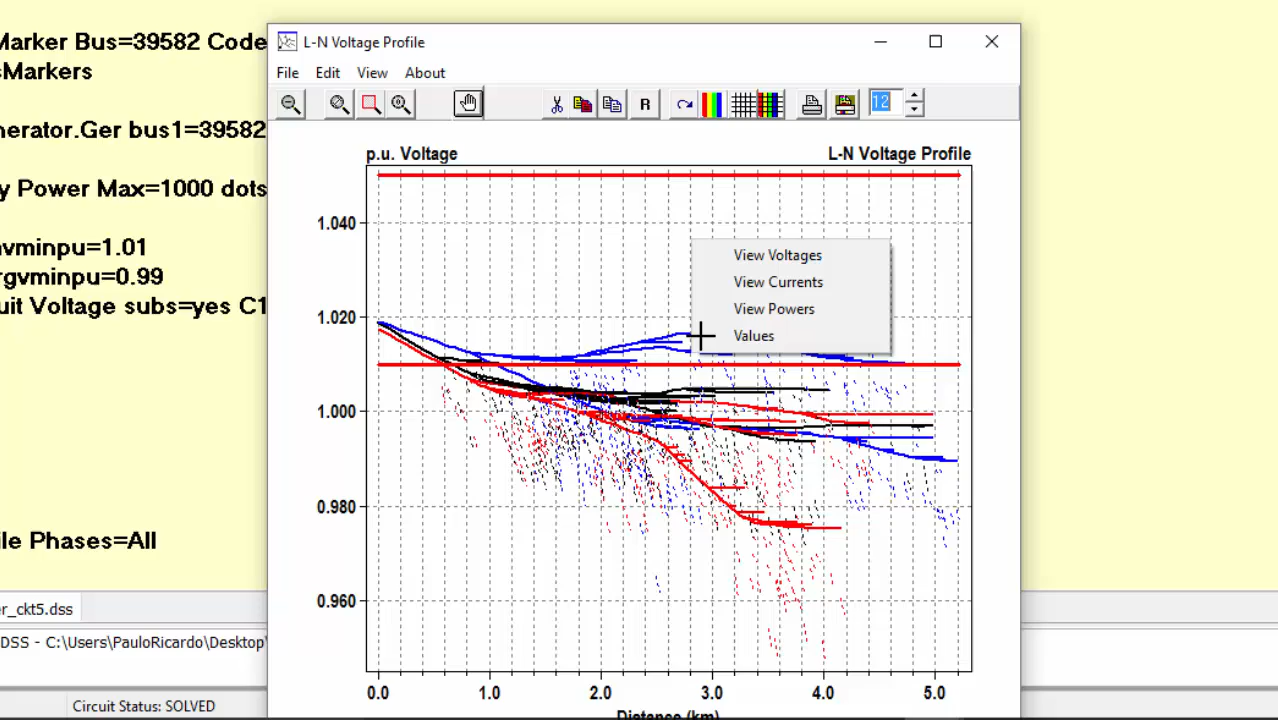 Marker Bus=39582 Code
sMarkers
nerator.Ger bus1=39582
y Power Max=1000 dots
nvminpu=1.01
rgvminpu=0.99
uit Voltage subs=yes C1
ile Phases=All
er_ckt5.dss
DSS - C:\Users\PauloRicardo\Desktop\
Circuit Status: SOLVED
L-N Voltage Profile
File Edit View About
R
12
p.u. Voltage L-N Voltage Profile
1.040
1.020
1.000
0.980
0.960
View Voltages
View Currents
View Powers
Values
0.0 1.0 2.0 3.0 4.0 5.0
Distance (km)